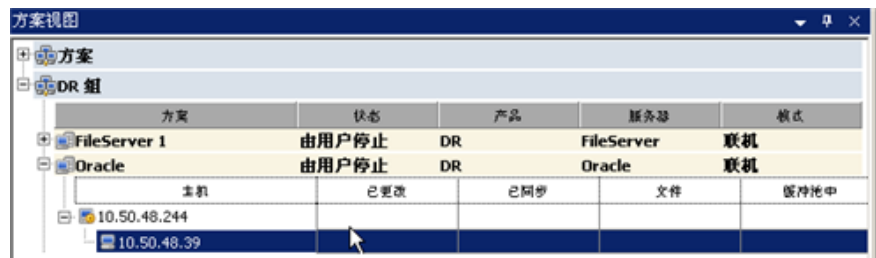 方案视图
方案
DR 组
方案 状态 产品 服务器 模式
FileServer 1 由用户停止 DR FileServer 联机
Oracle 由用户停止 DR Oracle 联机
主机 已更改 已同步 文件 缓冲池中
10.50.48.244
10.50.48.39